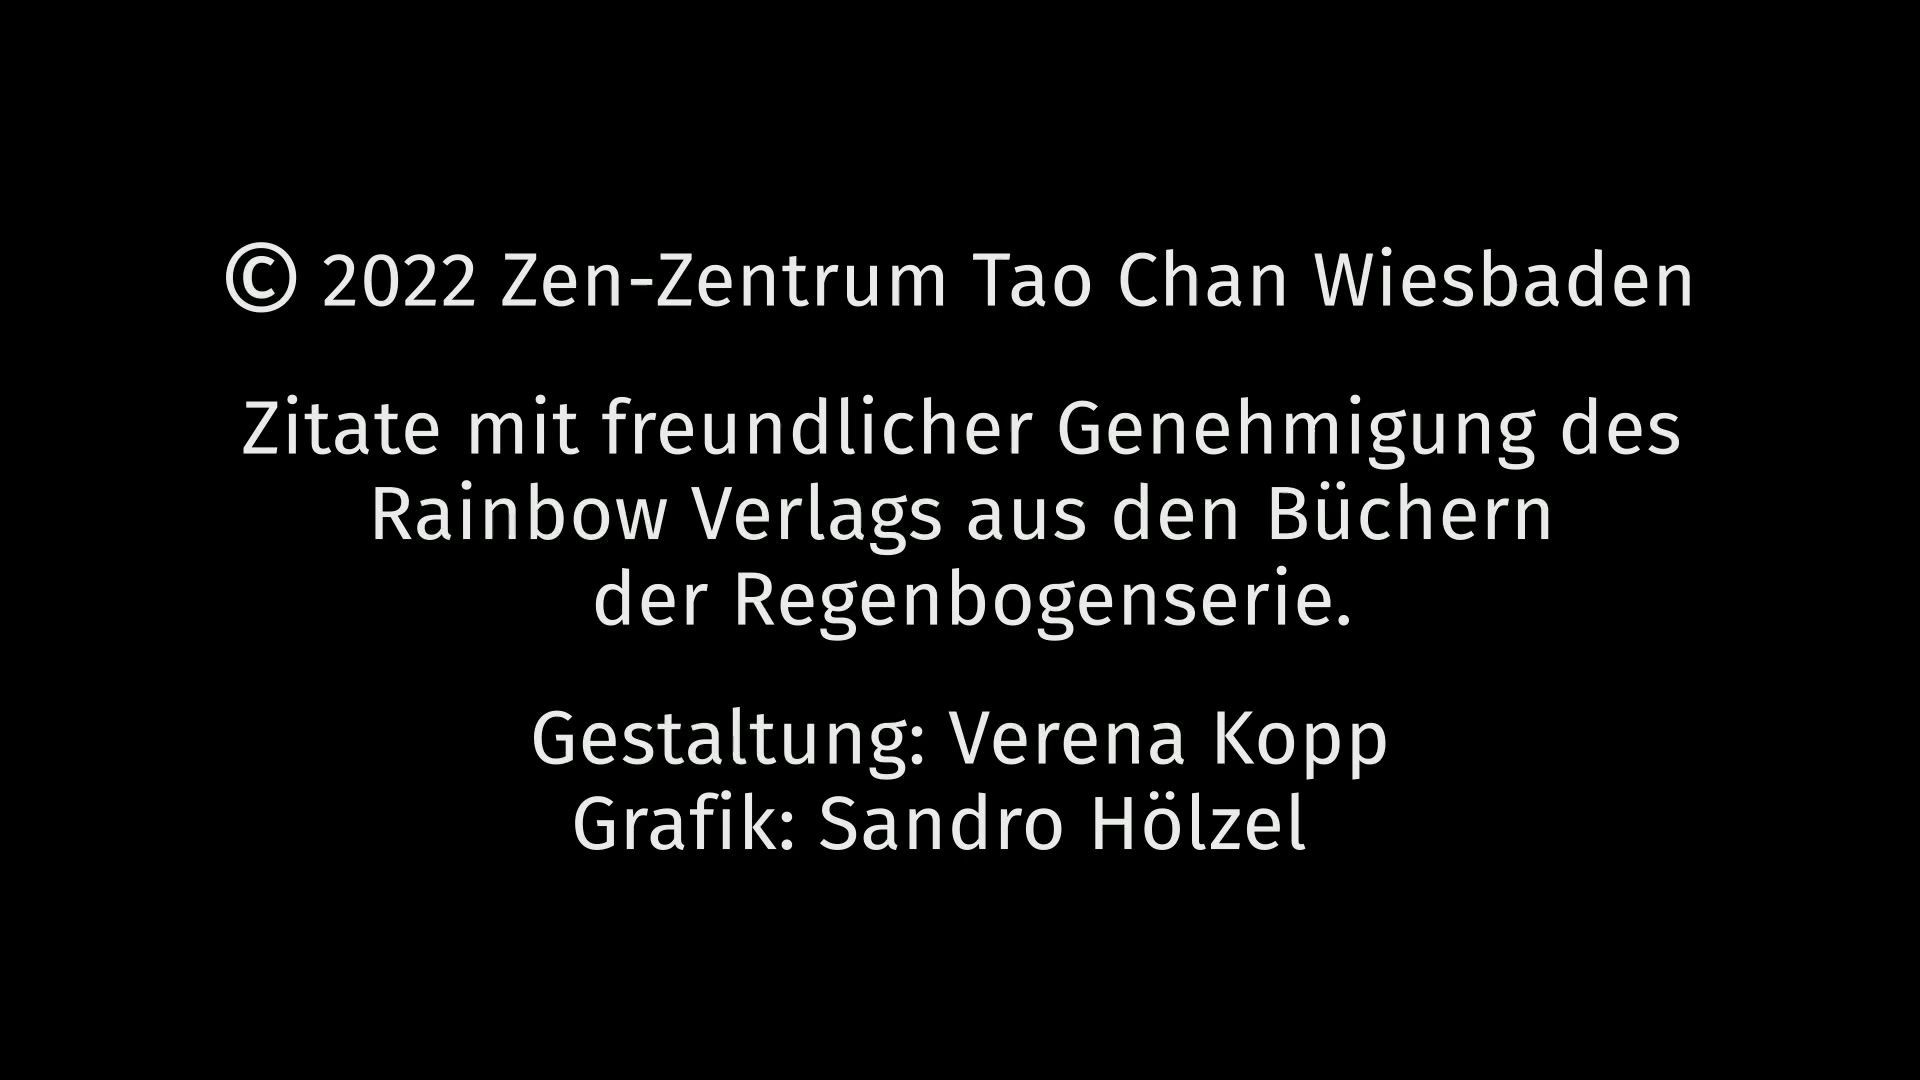 © 2022 Zen-Zentrum Tao Chan Wiesbaden
Zitate mit freundlicher Genehmigung des
Rainbow Verlags aus den Büchern
der Regenbogenserie.
Gestaltung: Verena Kopp
Grafik: Sandro Hölzel